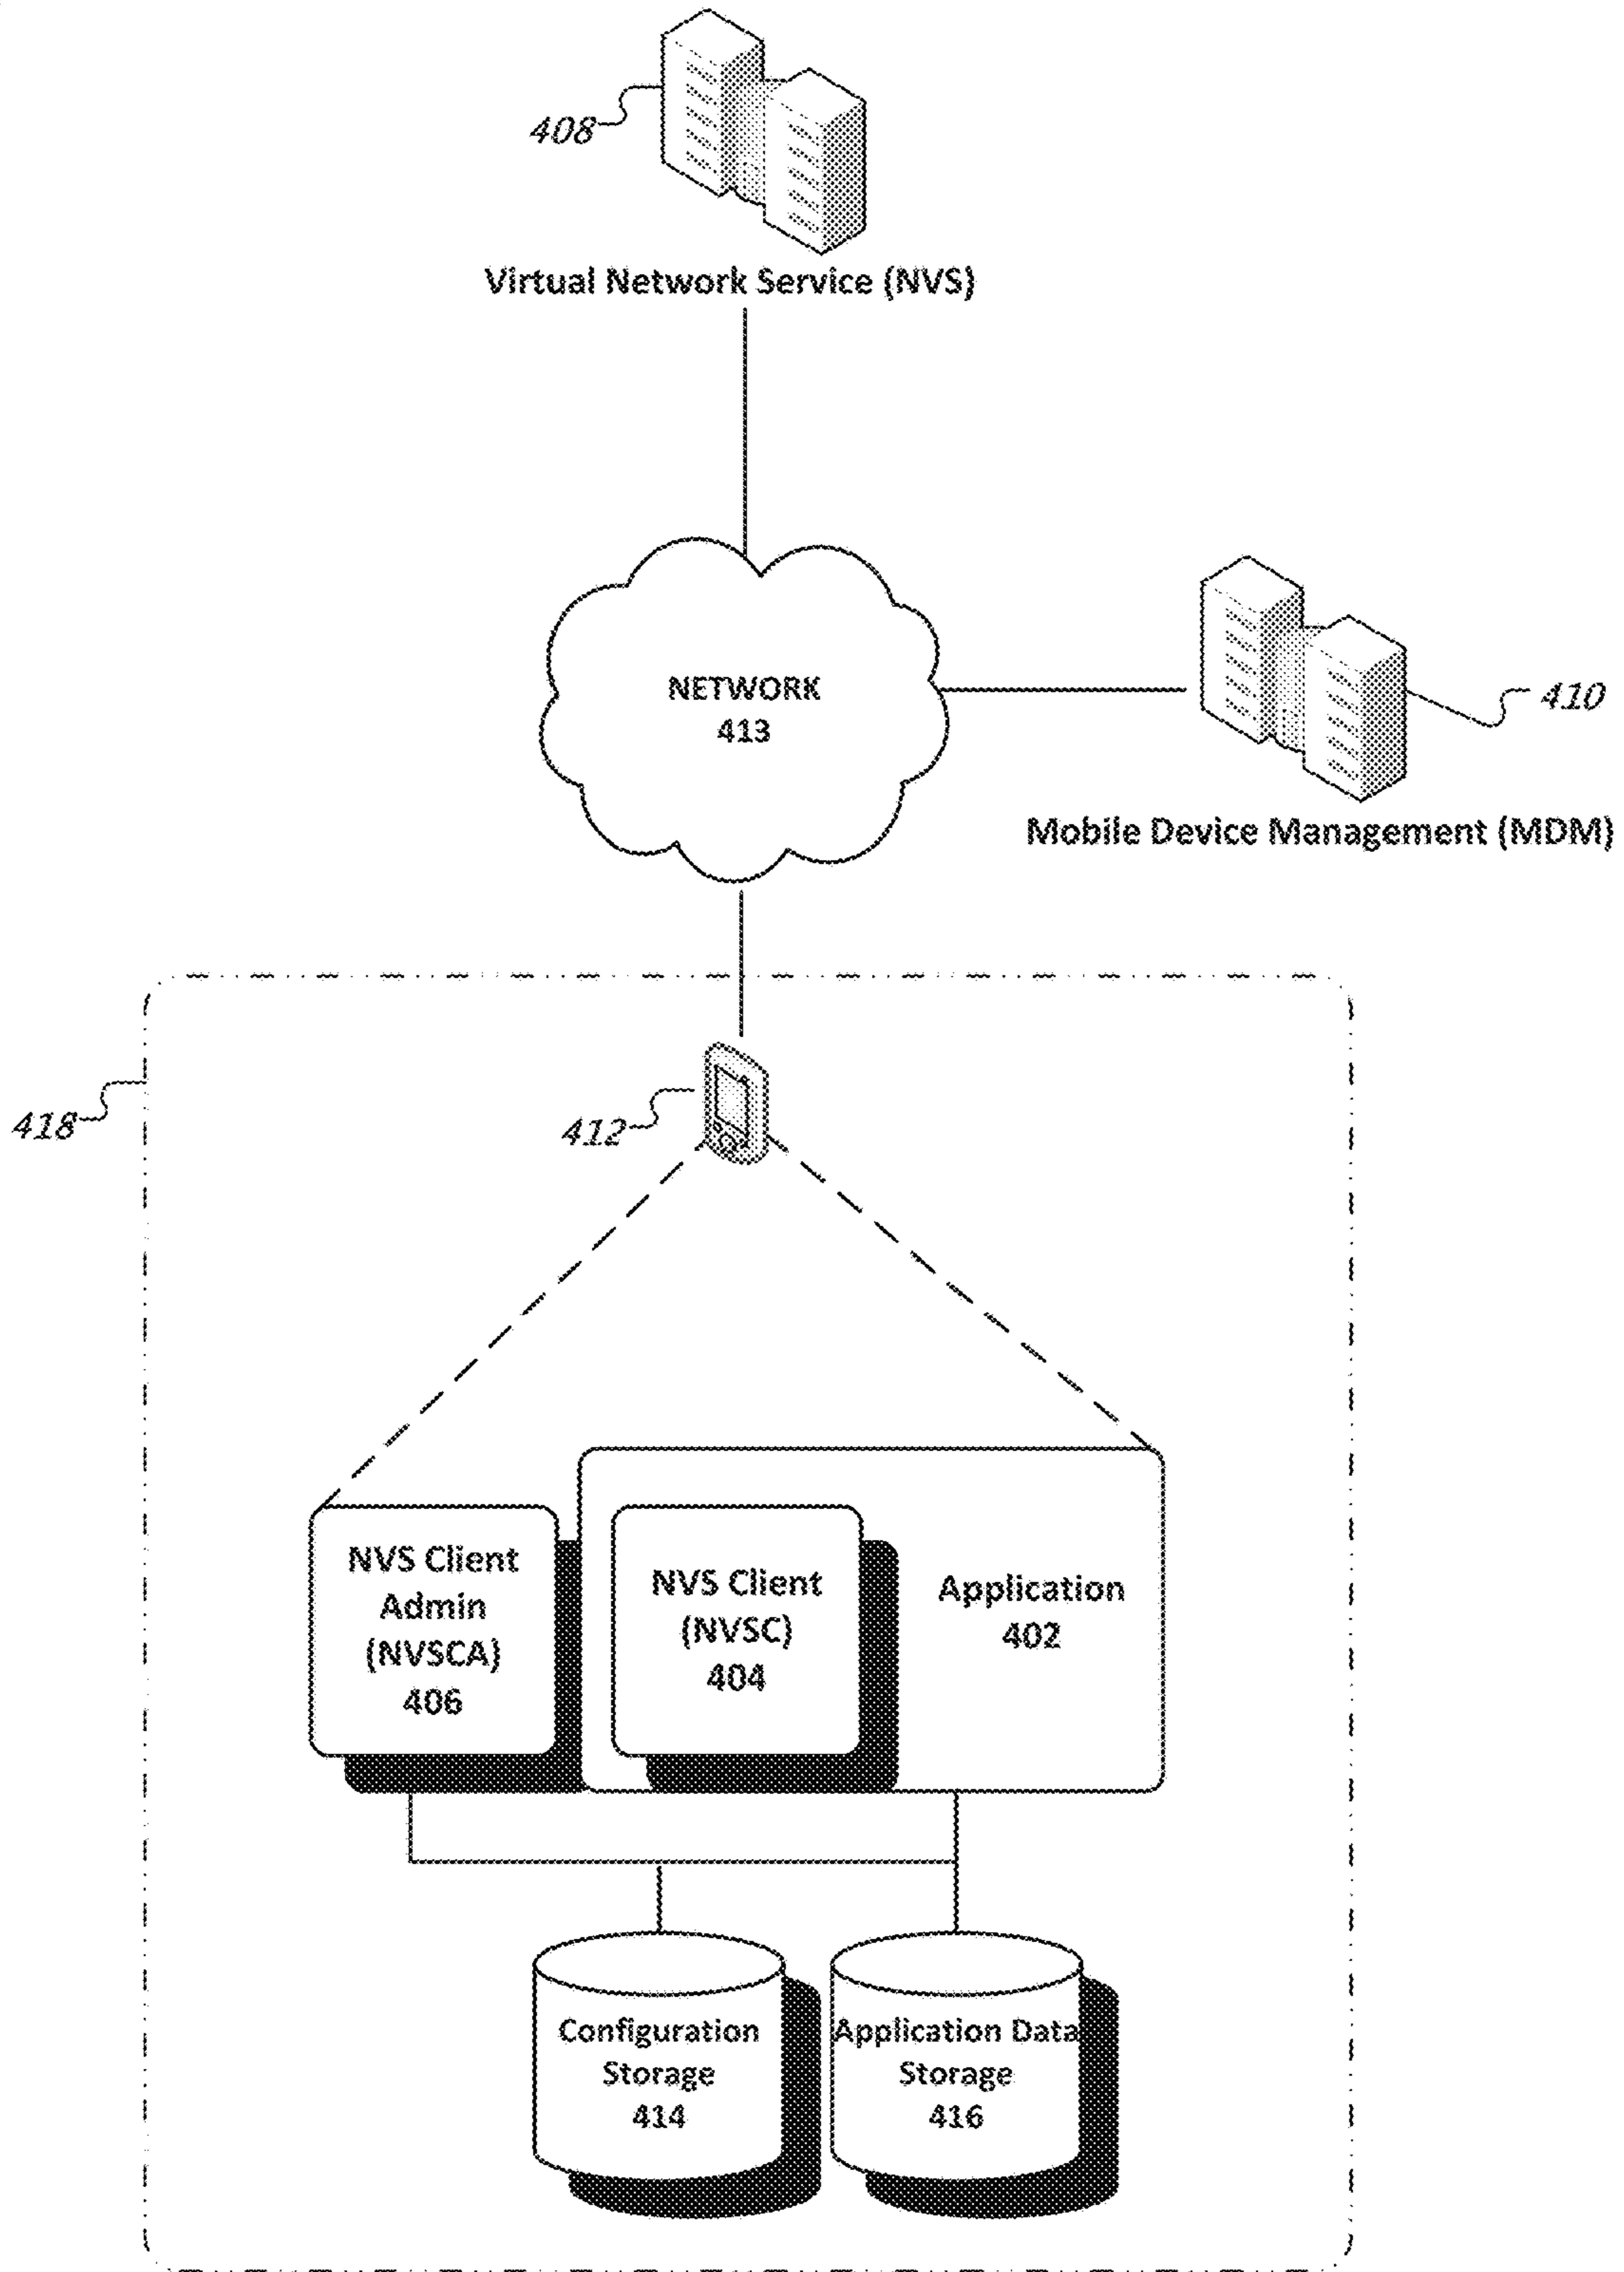 408
Virtual Network Service (NVS)
NETWORK
413
410
Mobile Device Management (MDM)
418
412
NVS Client
Admin
(NVSCA)
406
NVS Client
(NVSC)
404
Application
402
Configuration
Storage
414
Application Data
Storage
416